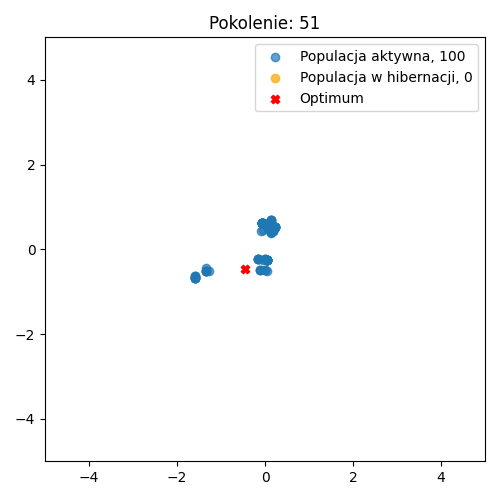 Pokolenie: 51
Populacja aktywna, 100
Populacja w hibernacji, 0
Optimum
4
2
0
−2
−4
−4 −2 0 2 4